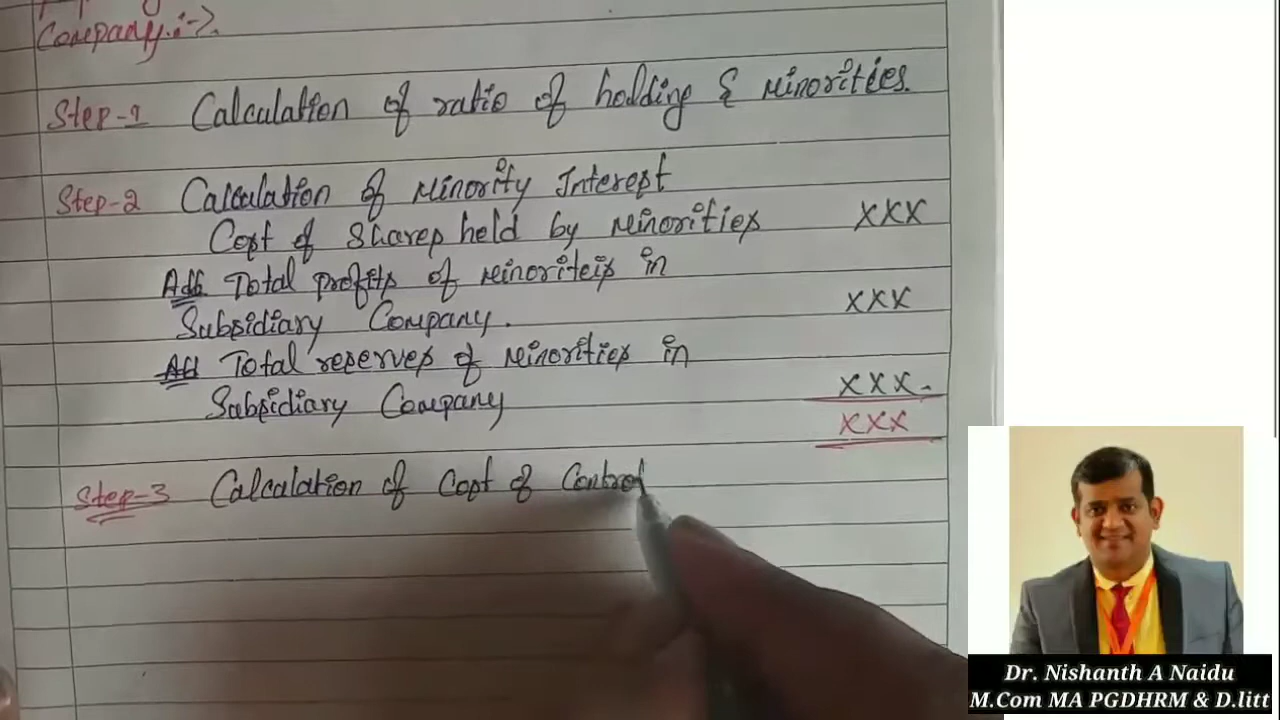 Company:->.
Step-1 Calculation of ratio of holding & Minorities.
Step-2 Calculation of Minority Interest
Cost of Shares held by Minorities XXX
Add Total profits of Minoriteis in
Subsidiary Company. XXX
Add Total reserves of Minorities in
Subsidiary Company XXX
XXX
Step-3 Calculation of Cost of Control
Dr. Nishanth A Naidu
M.Com MA PGDHRM & D.litt